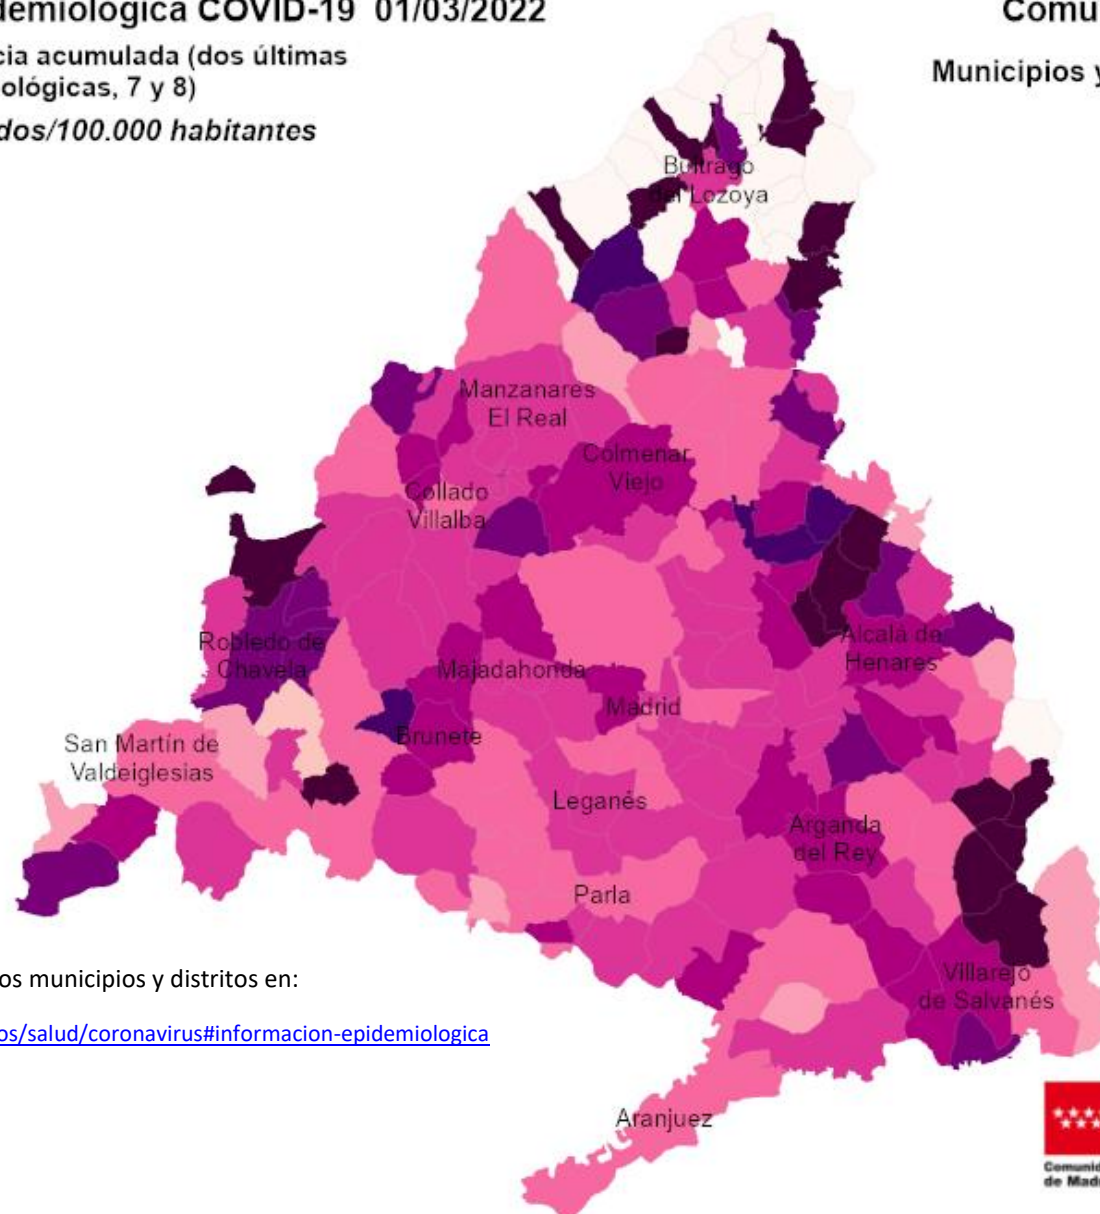 demiológica COVID-19 01/03/2022
Comu
cia acumulada (dos últimas
ológicas, 7 y 8)
Municipios y
dos/100.000 habitantes
Buitrago
del Lozoya
Manzanares
El Real
Colmenar
Viejo
Collado
Villalba
Robledo de
Chavela
Majadahonda
Alcalá de
Henares
Madrid
San Martín de
Valdeiglesias
Brunete
Leganés
Arganda
del Rey
Parla
os municipios y distritos en:
Villarejo
de Salvanés
os/salud/coronavirus#informacion-epidemiologica
Aranjuez
Comunid
de Madr